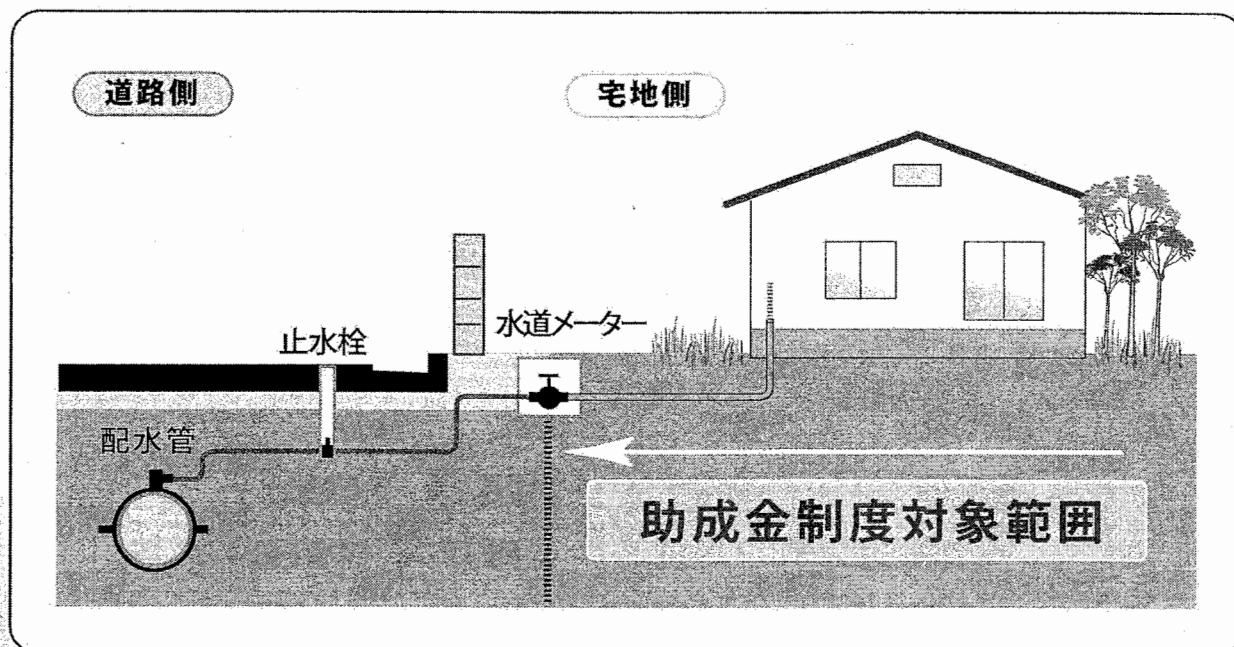 道路側
宅地側
水道メーター
止水栓
配水管
助成金制度対象範囲